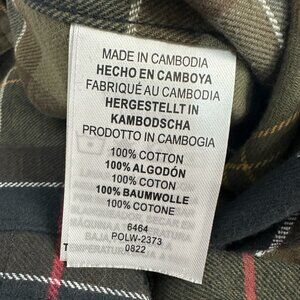 MADE IN CAMBODIA
HECHO EN CAMBOYA
FABRIQUÉ AU CAMBODIA
HERGESTELLT IN
KAMBODSCHA
PRODOTTO IN CAMBOGIA
100% COTTON
100% ALGODÓN
100% COTON
100% BAUMWOLLE
100% COTONE
6464
POLW-2373
0822